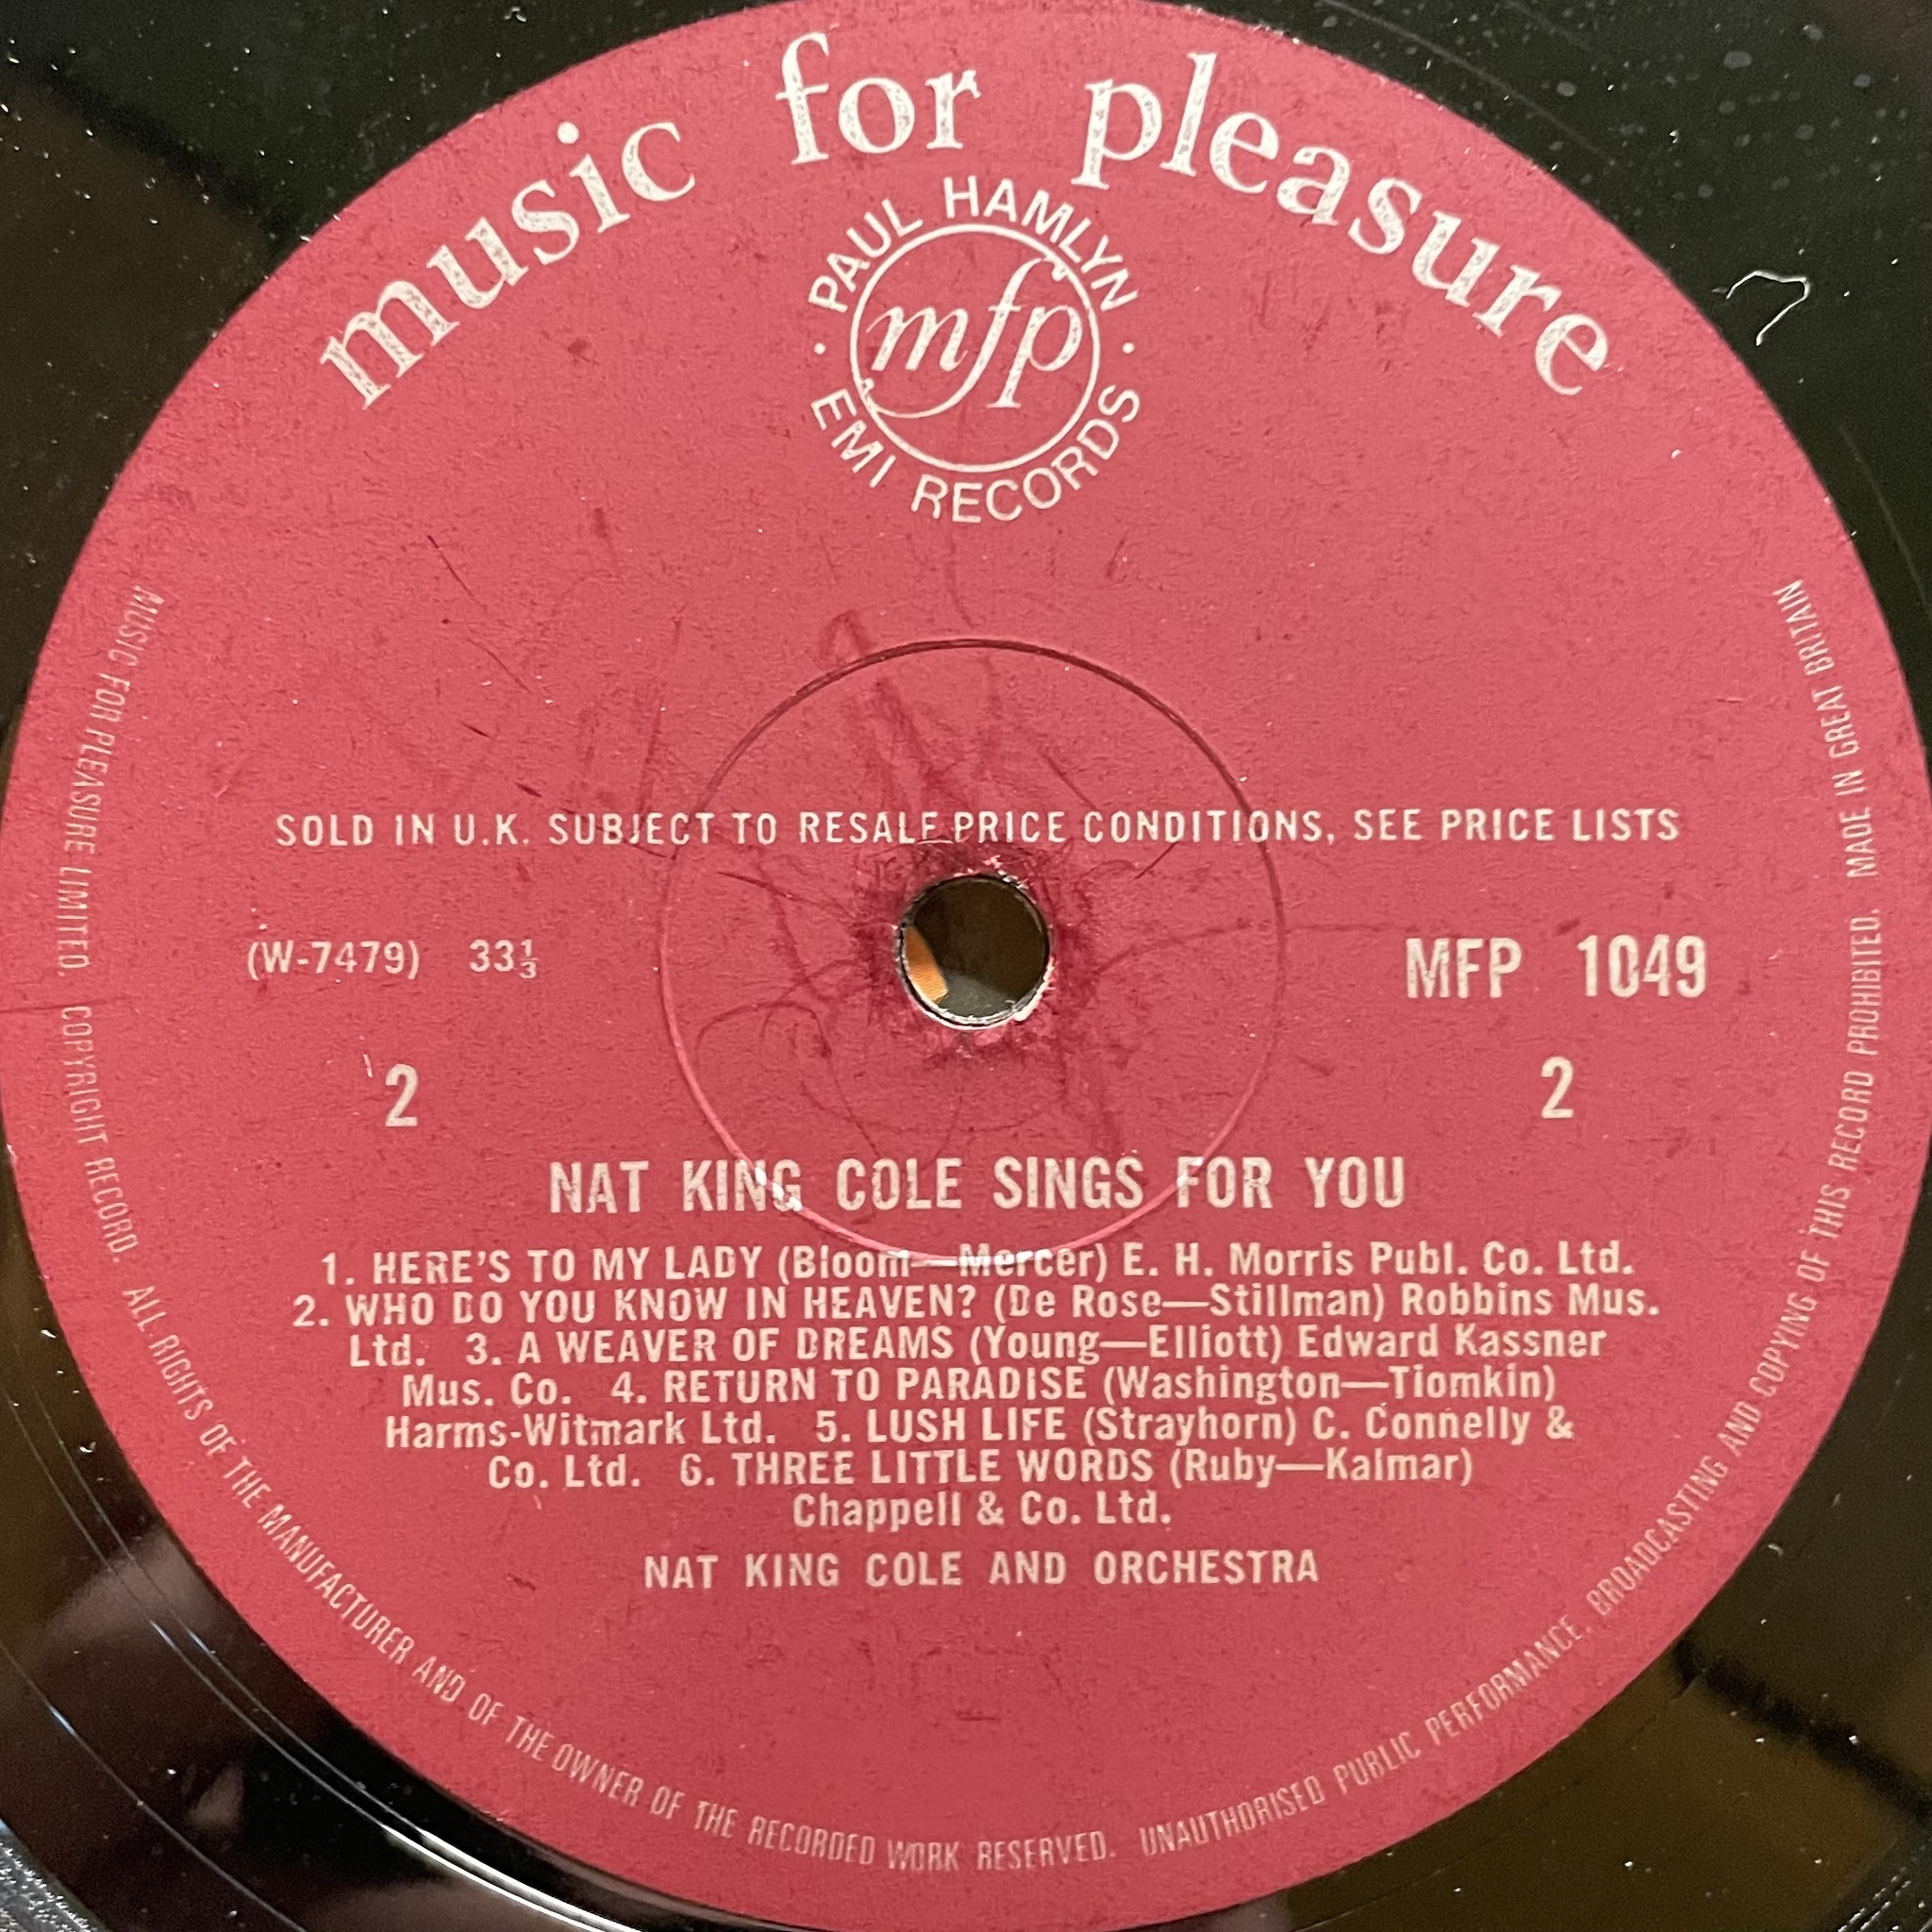 music for pleasure
PAUL HAMLYN
mfp
EMI RECORDS
SOLD IN U.K. SUBJECT TO RESALE PRICE CONDITIONS, SEE PRICE LISTS
(W-7479) 33⅓
MFP 1049
2
2
NAT KING COLE SINGS FOR YOU
1. HERE'S TO MY LADY (Bloom—Mercer) E. H. Morris Publ. Co. Ltd.
2. WHO DO YOU KNOW IN HEAVEN? (De Rose—Stillman) Robbins Mus.
Ltd. 3. A WEAVER OF DREAMS (Young—Elliott) Edward Kassner
Mus. Co. 4. RETURN TO PARADISE (Washington—Tiomkin)
Harms-Witmark Ltd. 5. LUSH LIFE (Strayhorn) C. Connelly &
Co. Ltd. 6. THREE LITTLE WORDS (Ruby—Kalmar)
Chappell & Co. Ltd.
NAT KING COLE AND ORCHESTRA
MUSIC FOR PLEASURE LIMITED. COPYRIGHT RECORD. ALL RIGHTS OF THE MANUFACTURER AND OF THE OWNER OF THE RECORDED WORK RESERVED. UNAUTHORISED PUBLIC PERFORMANCE, BROADCASTING AND COPYING OF THIS RECORD PROHIBITED. MADE IN GREAT BRITAIN